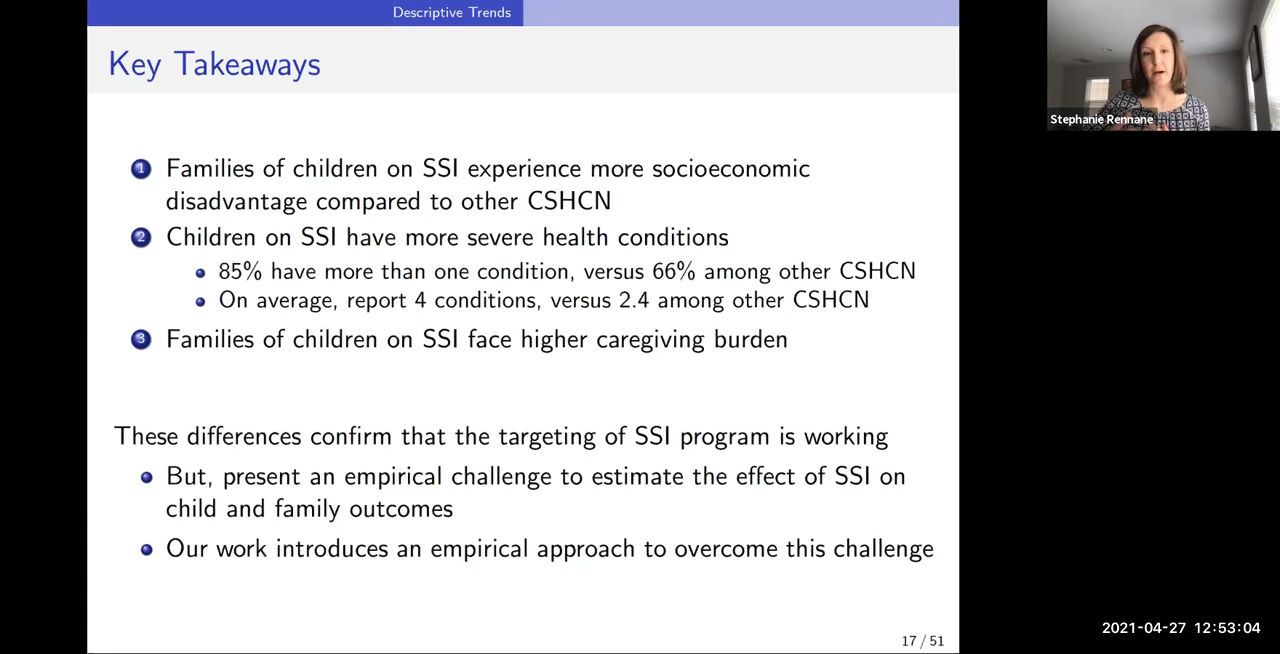 Descriptive Trends
Key Takeaways
1 Families of children on SSI experience more socioeconomic
disadvantage compared to other CSHCN
2 Children on SSI have more severe health conditions
85% have more than one condition, versus 66% among other CSHCN
On average, report 4 conditions, versus 2.4 among other CSHCN
3 Families of children on SSI face higher caregiving burden
These differences confirm that the targeting of SSI program is working
But, present an empirical challenge to estimate the effect of SSI on
child and family outcomes
Our work introduces an empirical approach to overcome this challenge
17 / 51
Stephanie Rennane
2021-04-27 12:53:04